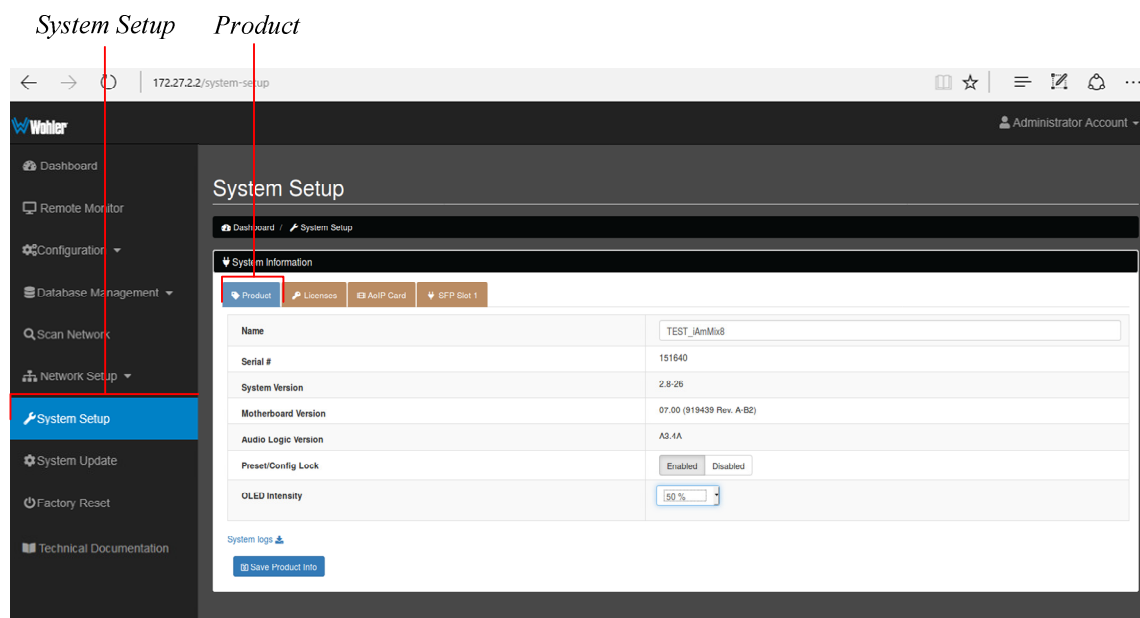 System Setup Product
172.27.2.2/system-setup
Wohler
Administrator Account
Dashboard
Remote Monitor
Configuration
Database Management
Scan Network
Network Setup
System Setup
System Update
Factory Reset
Technical Documentation
System Setup
Dashboard / System Setup
System Information
Product Licenses AoIP Card SFP Slot 1
Name TEST_iAmMix8
Serial # 151640
System Version 2.8-26
Motherboard Version 07.00 (919439 Rev. A-B2)
Audio Logic Version A3.4A
Preset/Config Lock Enabled Disabled
OLED Intensity 50 %
System logs
Save Product Info